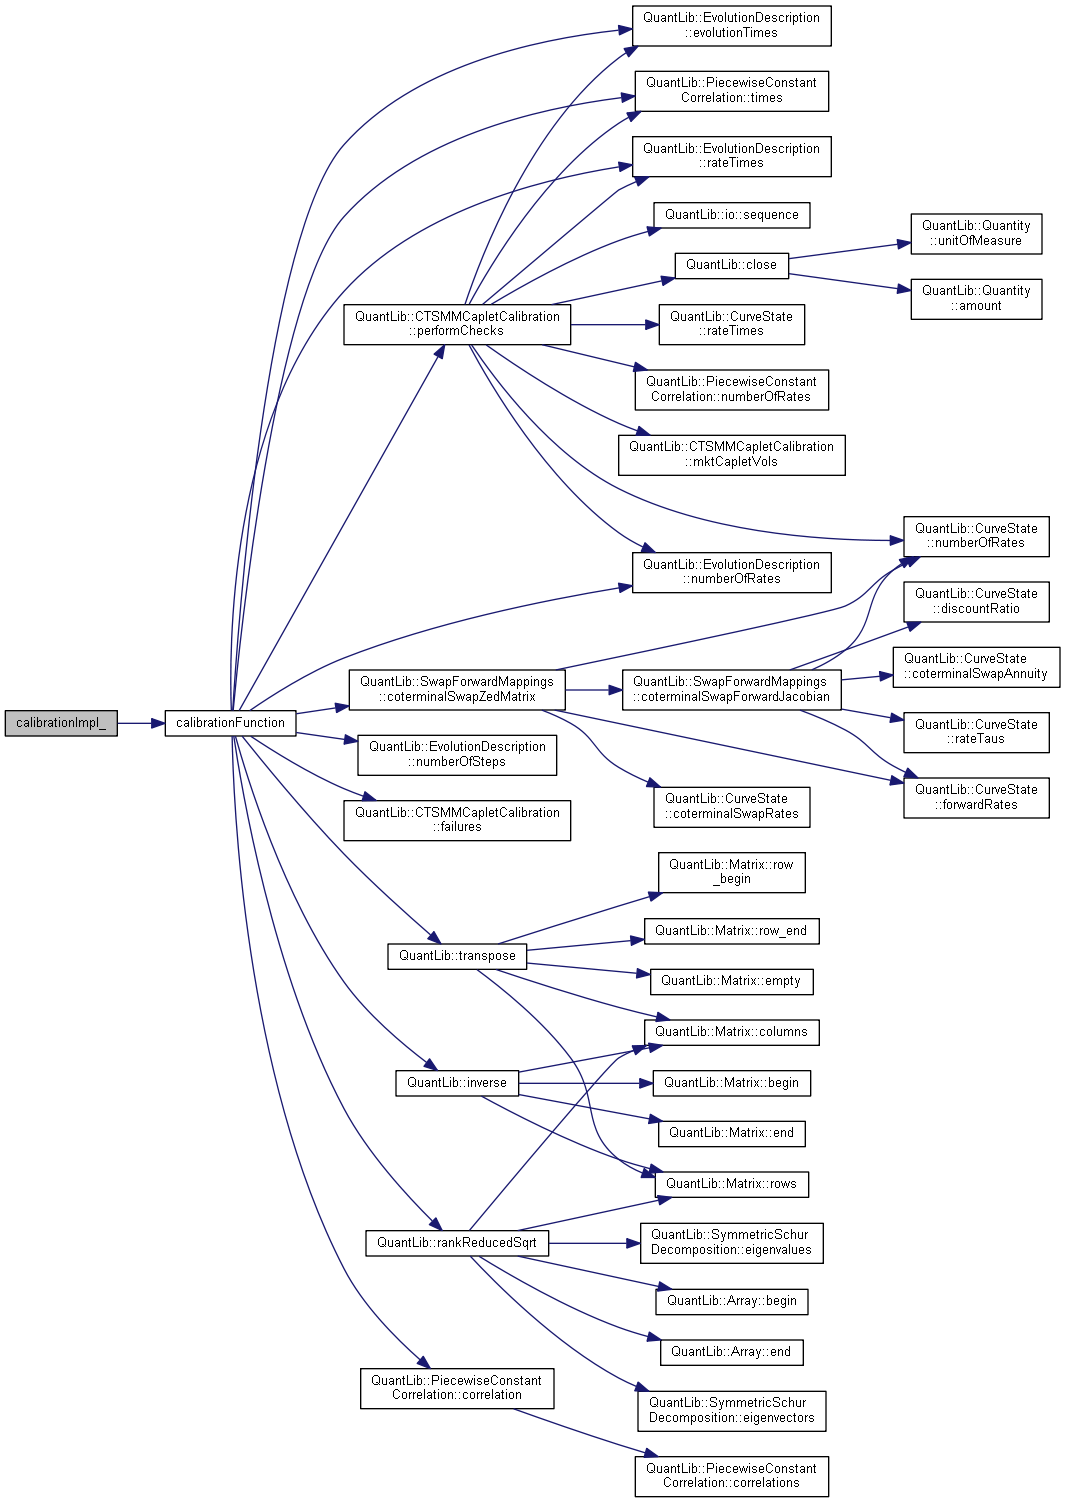 QuantLib::EvolutionDescription
::evolutionTimes
QuantLib::PiecewiseConstant
Correlation::times
QuantLib::EvolutionDescription
::rateTimes
QuantLib::io::sequence
QuantLib::Quantity
::unitOfMeasure
QuantLib::close
QuantLib::Quantity
::amount
QuantLib::CTSMMCapletCalibration
::performChecks
QuantLib::CurveState
::rateTimes
QuantLib::PiecewiseConstant
Correlation::numberOfRates
QuantLib::CTSMMCapletCalibration
::mktCapletVols
QuantLib::CurveState
::numberOfRates
QuantLib::EvolutionDescription
::numberOfRates
QuantLib::CurveState
::discountRatio
QuantLib::CurveState
::coterminalSwapAnnuity
QuantLib::SwapForwardMappings
::coterminalSwapZedMatrix
QuantLib::SwapForwardMappings
::coterminalSwapForwardJacobian
calibrationImpl_
calibrationFunction
QuantLib::CurveState
::rateTaus
QuantLib::EvolutionDescription
::numberOfSteps
QuantLib::CurveState
::forwardRates
QuantLib::CTSMMCapletCalibration
::failures
QuantLib::CurveState
::coterminalSwapRates
QuantLib::Matrix::row
_begin
QuantLib::Matrix::row_end
QuantLib::transpose
QuantLib::Matrix::empty
QuantLib::Matrix::columns
QuantLib::inverse
QuantLib::Matrix::begin
QuantLib::Matrix::end
QuantLib::Matrix::rows
QuantLib::rankReducedSqrt
QuantLib::SymmetricSchur
Decomposition::eigenvalues
QuantLib::Array::begin
QuantLib::Array::end
QuantLib::PiecewiseConstant
Correlation::correlation
QuantLib::SymmetricSchur
Decomposition::eigenvectors
QuantLib::PiecewiseConstant
Correlation::correlations